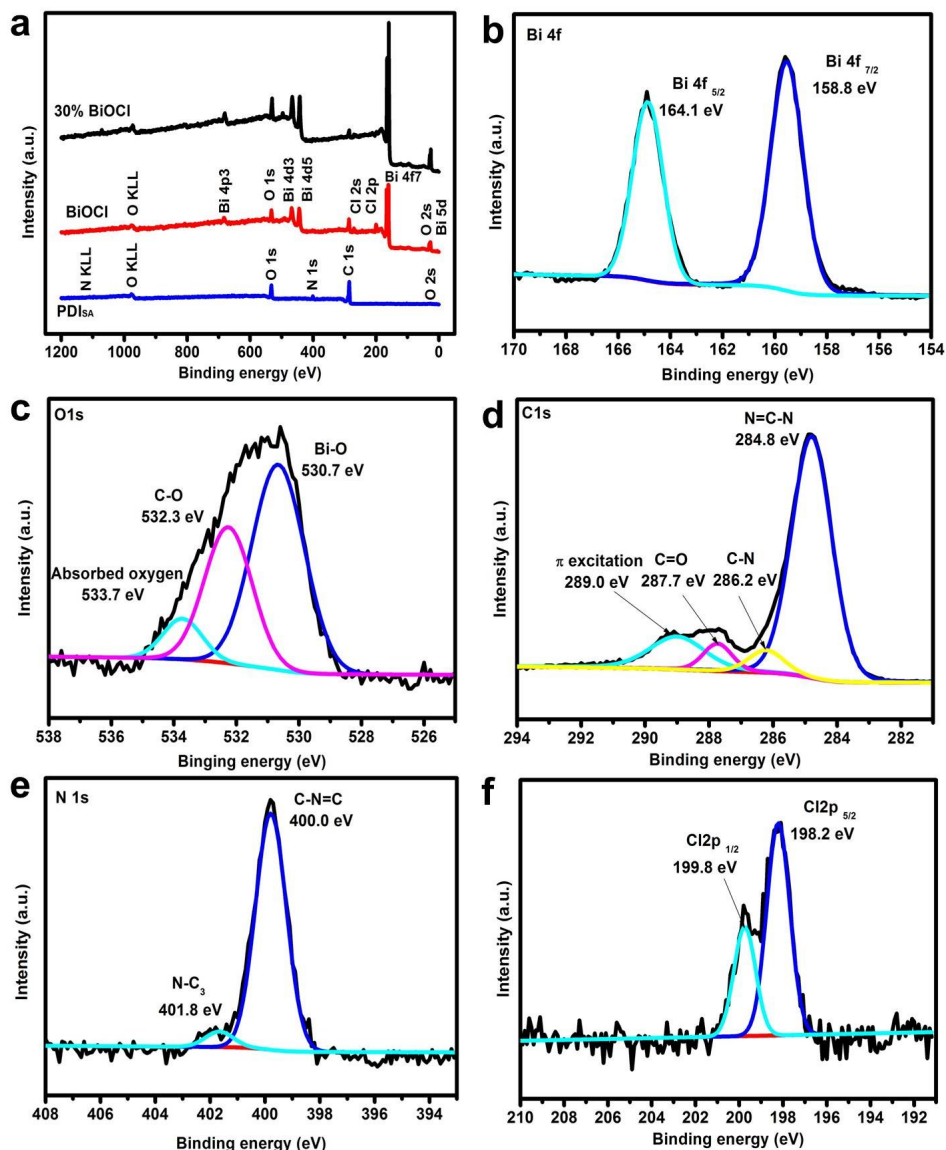 a
30% BiOCl
BiOCl
PDISA
N KLL
O KLL
O KLL
Bi 4p3
O 1s
Bi 4d3
Bi 4d5
Cl 2s
Cl 2p
Bi 4f7
O 2s
Bi 5d
O 1s
N 1s
C 1s
O 2s
1200 1000 800 600 400 200 0
Binding energy (eV)
Intensity (a.u.)
b
Bi 4f
Bi 4f 5/2
164.1 eV
Bi 4f 7/2
158.8 eV
170 168 166 164 162 160 158 156 154
Binding energy (eV)
Intensity (a.u.)
c
O1s
Bi-O
530.7 eV
C-O
532.3 eV
Absorbed oxygen
533.7 eV
538 536 534 532 530 528 526
Binging energy (eV)
Intensity (a.u.)
d
C1s
N=C-N
284.8 eV
π excitation
289.0 eV
C=O
287.7 eV
C-N
286.2 eV
294 292 290 288 286 284 282
Binding energy (eV)
Intensity (a.u.)
e
N 1s
C-N=C
400.0 eV
N-C3
401.8 eV
408 406 404 402 400 398 396 394
Binding energy (eV)
Intensity (a.u.)
f
Cl2p 5/2
198.2 eV
Cl2p 1/2
199.8 eV
210 208 206 204 202 200 198 196 194 192
Binding energy (eV)
Intensity (a.u.)